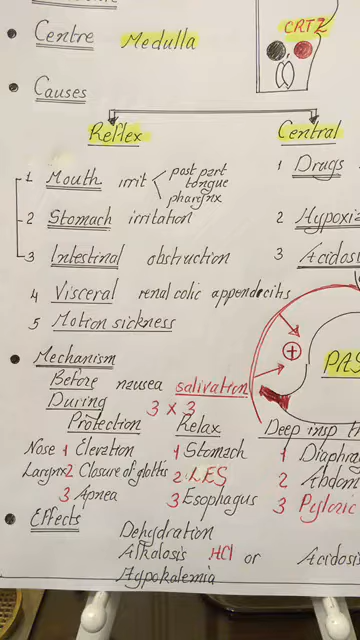 CRTZ
Centre Medulla
Causes
Reflex
Central
1 Mouth irrit post part
tongue
pharynx
2 Stomach irritation
3 Intestinal obstruction
4 Visceral renal colic appendecitis
5 Motion sickness
1 Drugs
2 Hypoxi
3 Acidosi
PAS
Mechanism
Before nausea salivation
During 3 x 3
Protection Relax Deep insp
Nose 1 Elevation 1 Stomach 1 Diaphra
Larynx 2 Closure of glottis 2 LES 2 Abdom
3 Apnea 3 Esophagus 3 Pyloric
Effects
Dehydration
Alkalosis HCl or Acidosis
Hypokalemia